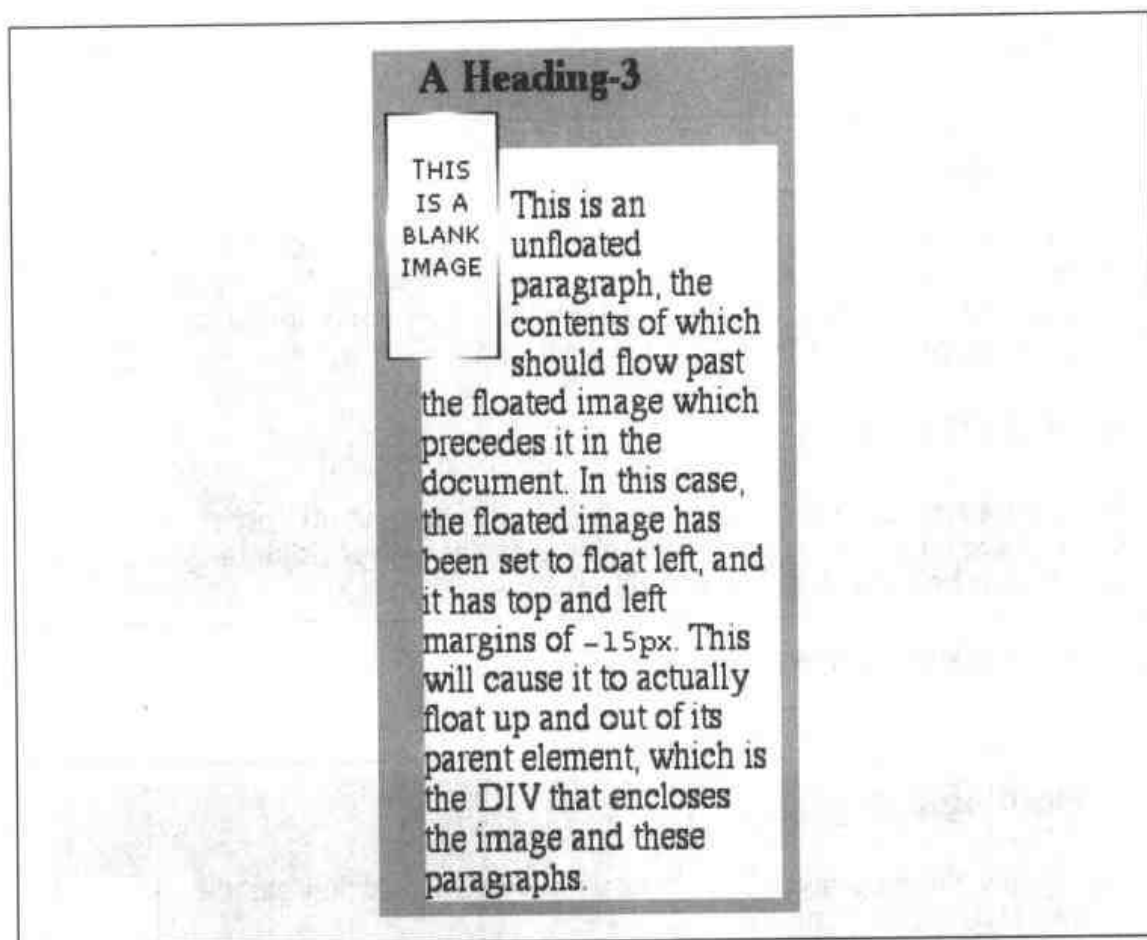 A Heading-3
THIS
IS A
BLANK
IMAGE
This is an
unfloated
paragraph, the
contents of which
should flow past
the floated image which
precedes it in the
document. In this case,
the floated image has
been set to float left, and
it has top and left
margins of -15px. This
will cause it to actually
float up and out of its
parent element, which is
the DIV that encloses
the image and these
paragraphs.